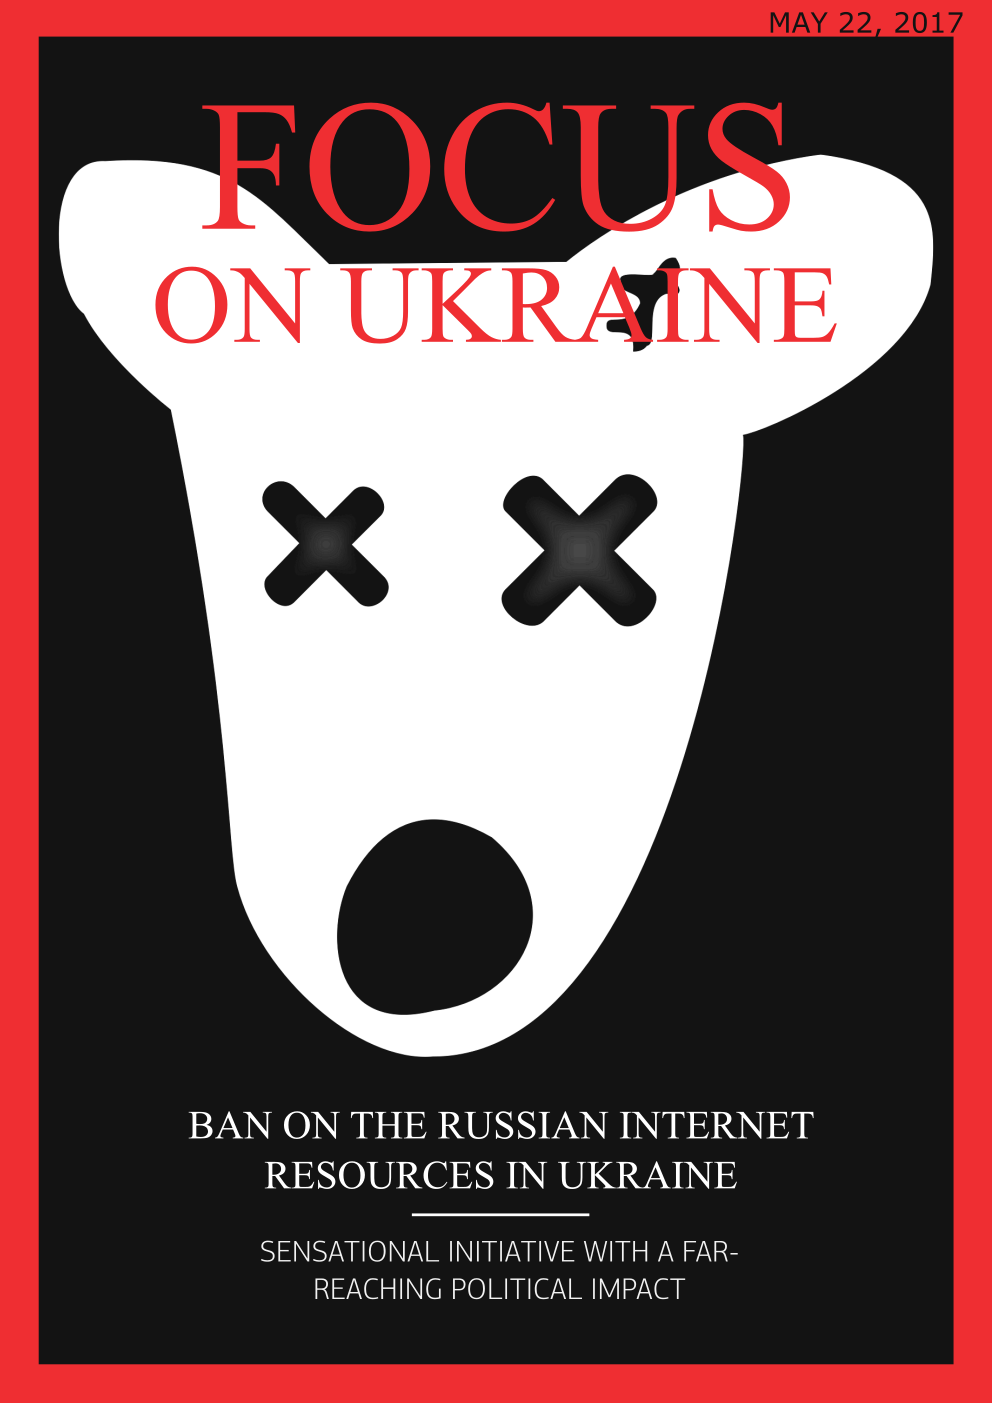 MAY 22, 2017
FOCUS
ON UKRAINE
BAN ON THE RUSSIAN INTERNET
RESOURCES IN UKRAINE
SENSATIONAL INITIATIVE WITH A FAR-
REACHING POLITICAL IMPACT